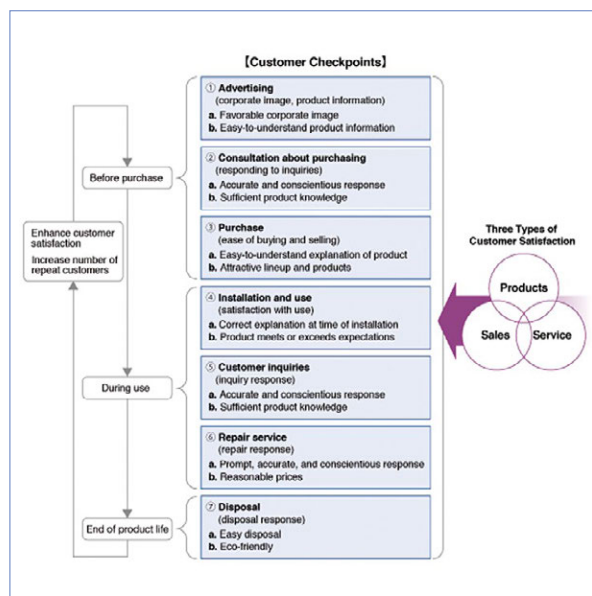 【Customer Checkpoints】
① Advertising
(corporate image, product information)
a. Favorable corporate image
b. Easy-to-understand product information
② Consultation about purchasing
(responding to inquiries)
a. Accurate and conscientious response
b. Sufficient product knowledge
③ Purchase
(ease of buying and selling)
a. Easy-to-understand explanation of product
b. Attractive lineup and products
④ Installation and use
(satisfaction with use)
a. Correct explanation at time of installation
b. Product meets or exceeds expectations
⑤ Customer inquiries
(inquiry response)
a. Accurate and conscientious response
b. Sufficient product knowledge
⑥ Repair service
(repair response)
a. Prompt, accurate, and conscientious response
b. Reasonable prices
⑦ Disposal
(disposal response)
a. Easy disposal
b. Eco-friendly
Before purchase
During use
End of product life
Enhance customer
satisfaction
Increase number of
repeat customers
Three Types of
Customer Satisfaction
Products
Sales
Service